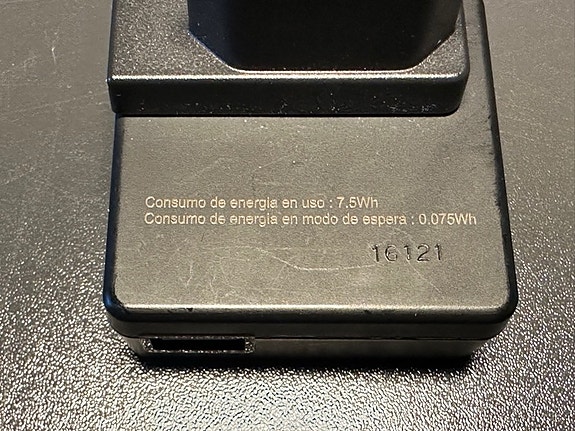 Consumo de energia en uso : 7.5Wh
Consumo de energia en modo de espera : 0.075Wh
16121